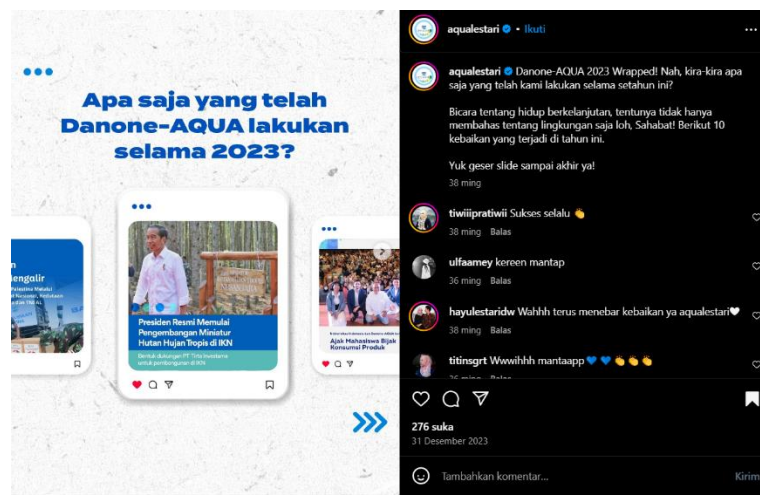 Apa saja yang telah
Danone-AQUA lakukan
selama 2023?
engalir
Presiden Resmi Memulai
Pengembangan Miniatur
Hutan Hujan Tropis di IKN
Bentuk dukungan PT Tirta Investama
untuk pembangunan di IKN
Ajak Mahasiswa Bijak
Konsumsi Produk
aqualestari • Ikuti
aqualestari Danone-AQUA 2023 Wrapped! Nah, kira-kira apa
saja yang telah kami lakukan selama setahun ini?
Bicara tentang hidup berkelanjutan, tentunya tidak hanya
membahas tentang lingkungan saja loh, Sahabat! Berikut 10
kebaikan yang terjadi di tahun ini.
Yuk geser slide sampai akhir ya!
38 ming
tiwiiipratiwii Sukses selalu 👏
38 ming Balas
ulfaamey kereen mantap
36 ming Balas
hayulestaridw Wahhh terus menebar kebaikan ya aqualestari🤍
38 ming Balas
titinsgrt Wwwihhh mantaapp 💙 💙 👏 👏 👏
276 suka
31 Desember 2023
Tambahkan komentar...
Kirim